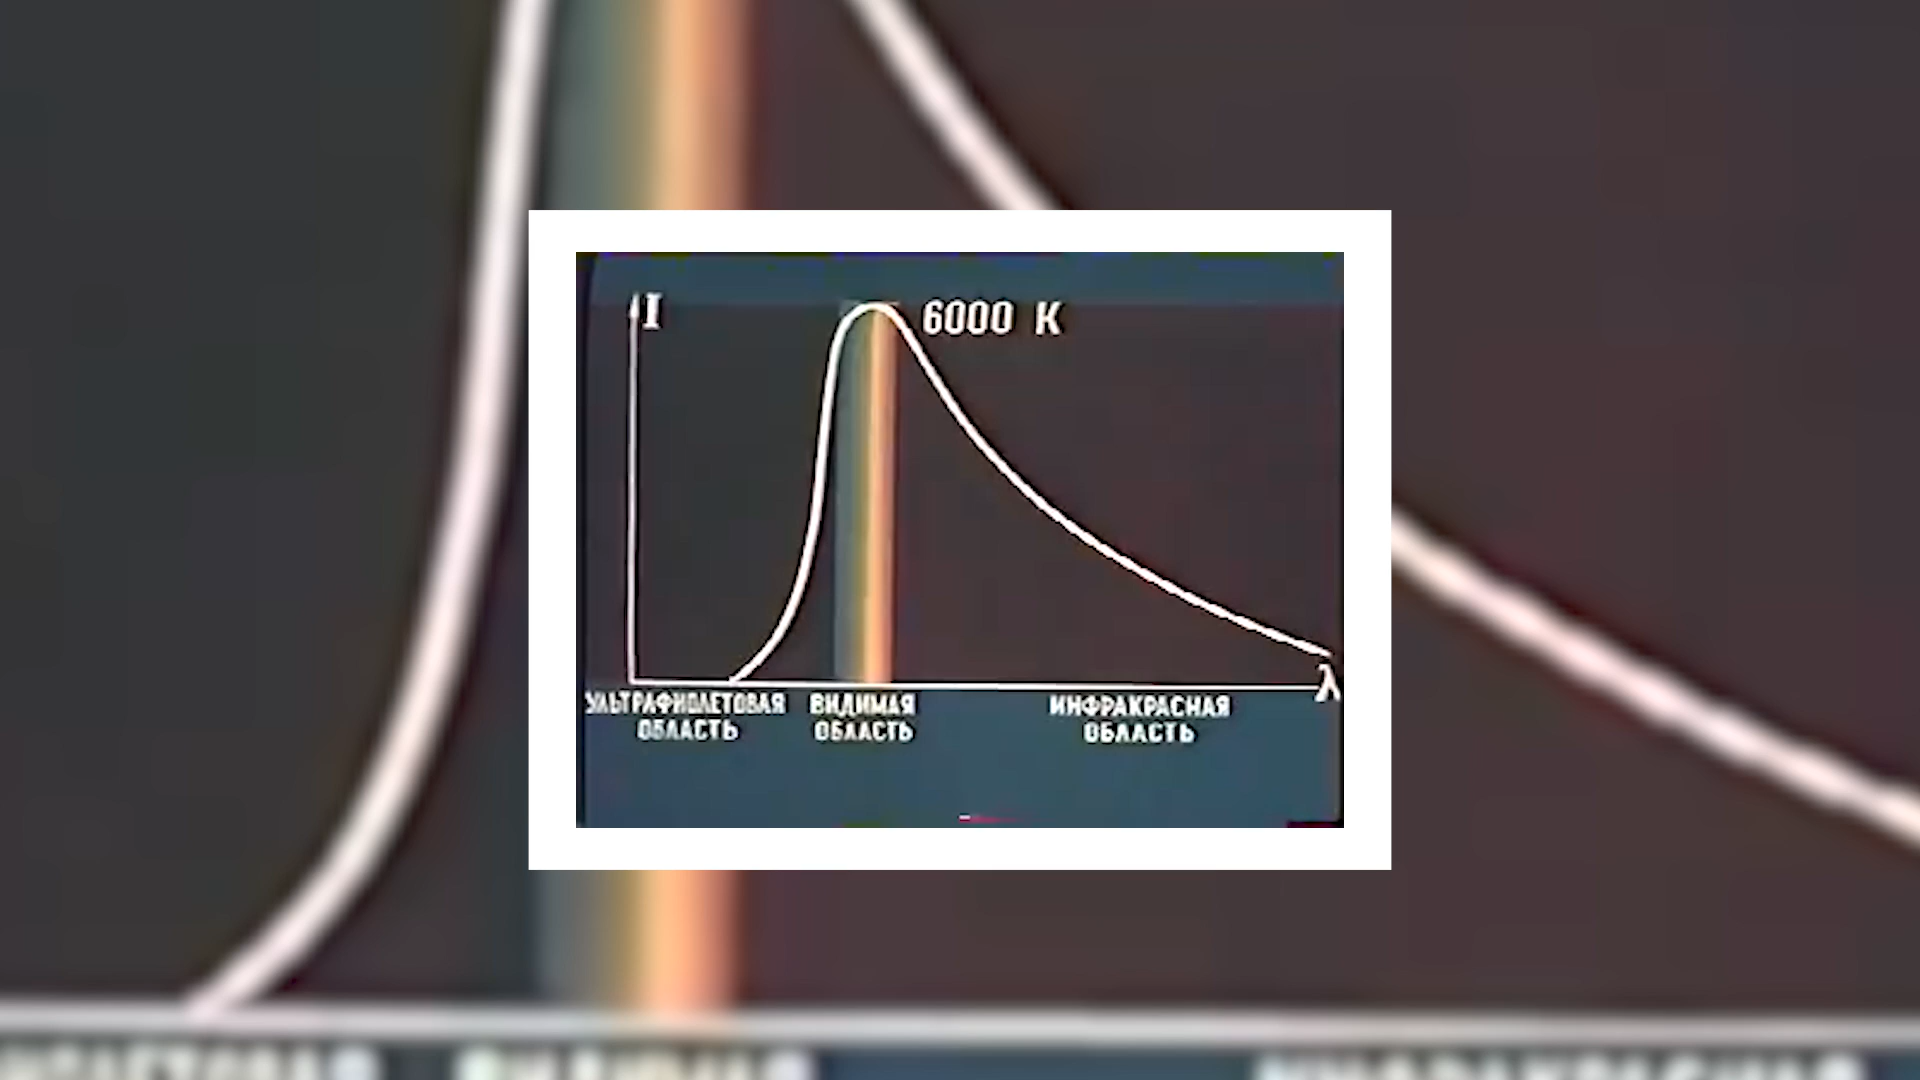 I
6000 K
λ
УЛЬТРАФИОЛЕТОВАЯ
ОБЛАСТЬ
ВИДИМАЯ
ОБЛАСТЬ
ИНФРАКРАСНАЯ
ОБЛАСТЬ